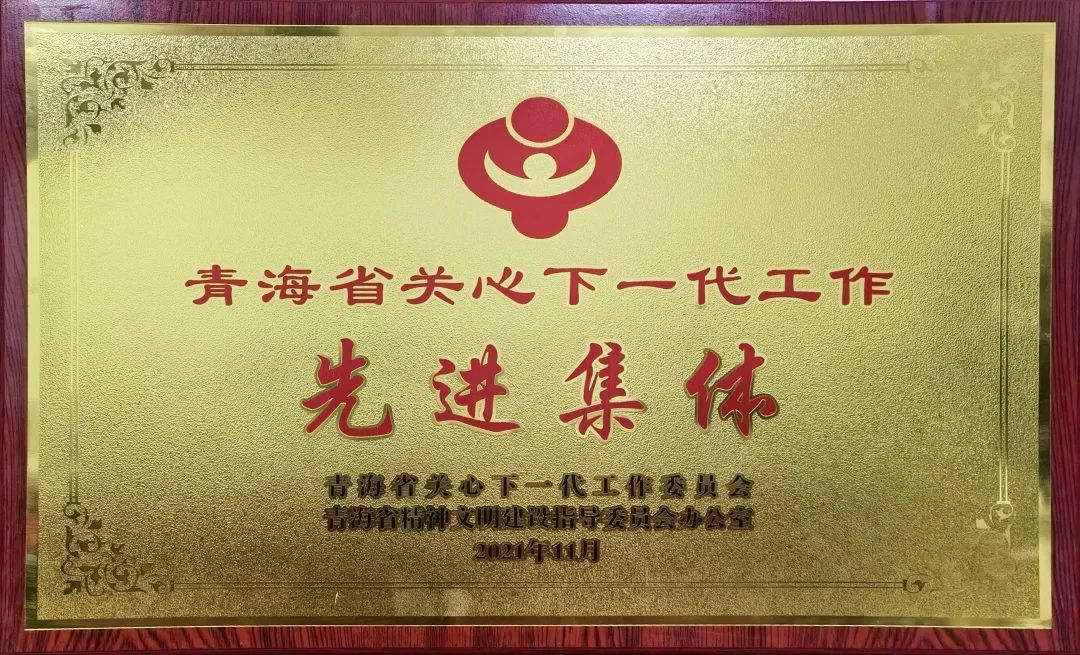 青海省关心下一代工作
先进集体
青海省关心下一代工作委员会
青海省精神文明建设指导委员会办公室
2021年11月